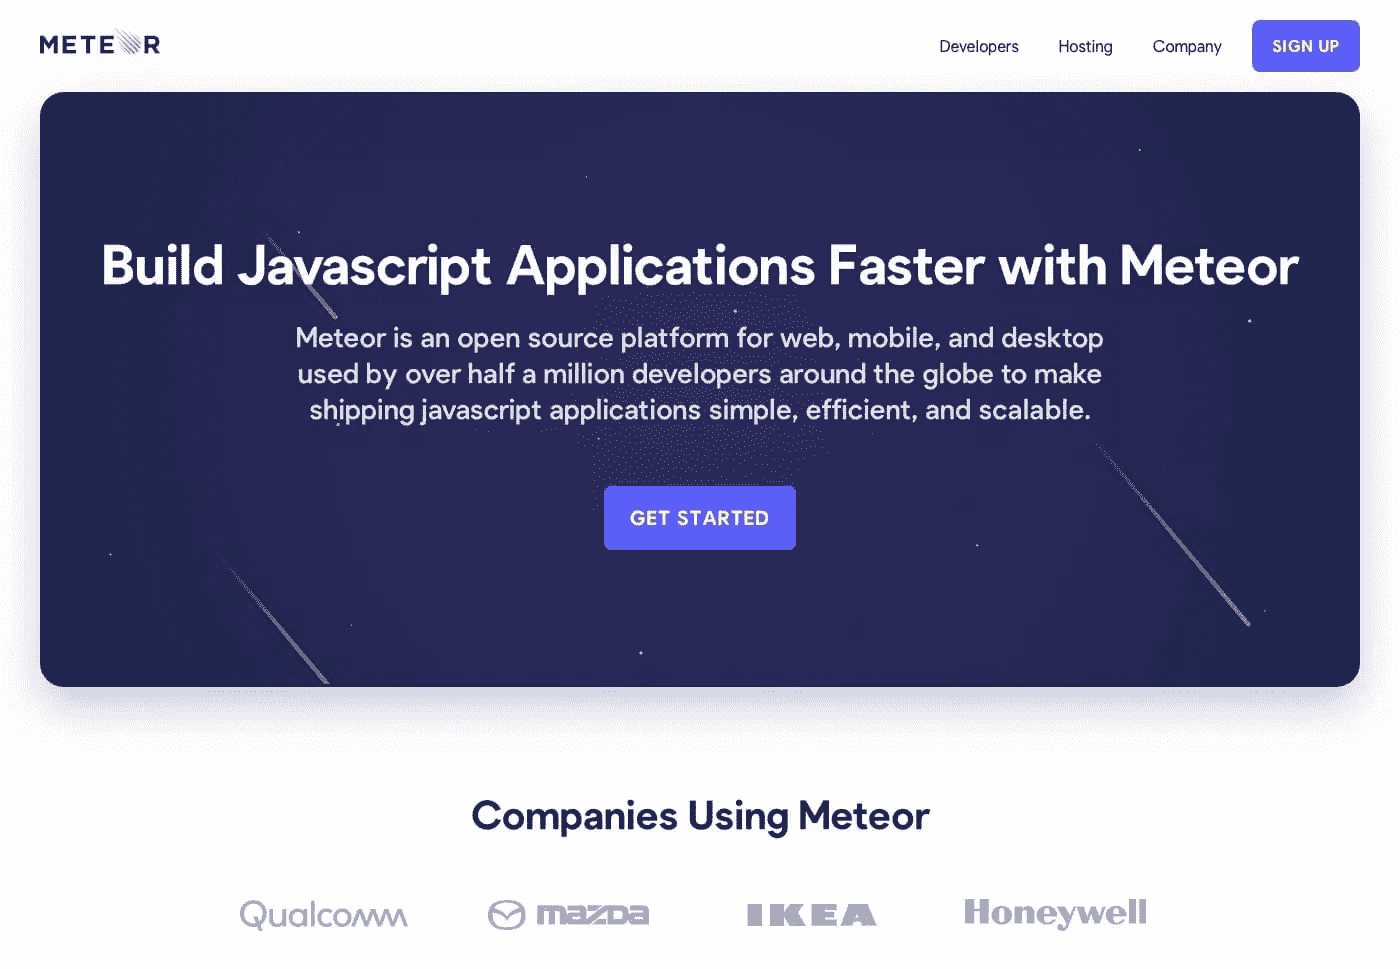 METEOR
Developers Hosting Company SIGN UP
Build Javascript Applications Faster with Meteor
Meteor is an open source platform for web, mobile, and desktop
used by over half a million developers around the globe to make
shipping javascript applications simple, efficient, and scalable.
GET STARTED
Companies Using Meteor
Qualcomm mazda IKEA Honeywell